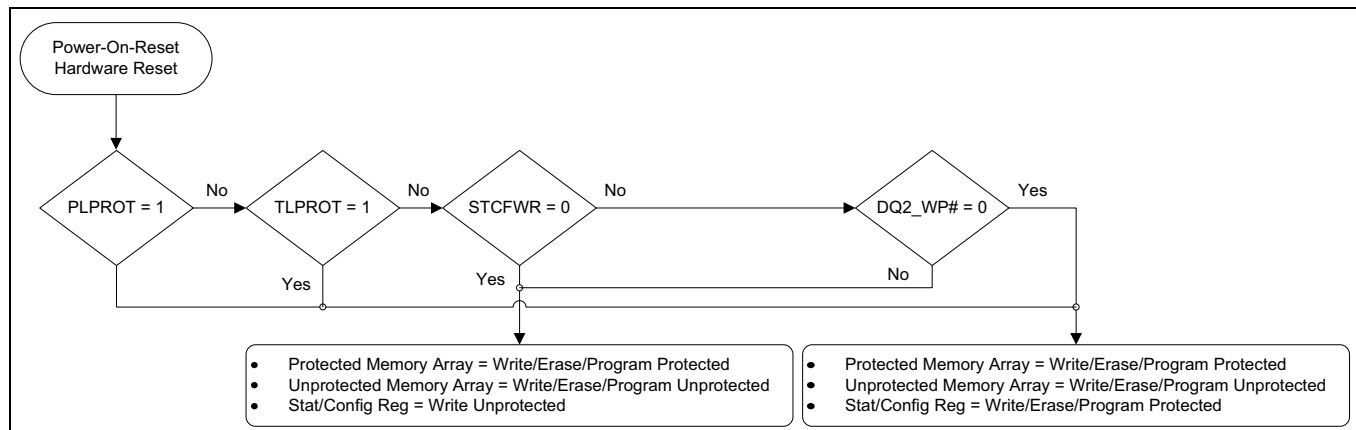 Power-On-Reset
Hardware Reset
PLPROT = 1
No
TLPROT = 1
No
STCFWR = 0
No
DQ2_WP# = 0
Yes
Yes
Yes
No
• Protected Memory Array = Write/Erase/Program Protected
• Unprotected Memory Array = Write/Erase/Program Unprotected
• Stat/Config Reg = Write Unprotected
• Protected Memory Array = Write/Erase/Program Protected
• Unprotected Memory Array = Write/Erase/Program Unprotected
• Stat/Config Reg = Write/Erase/Program Protected